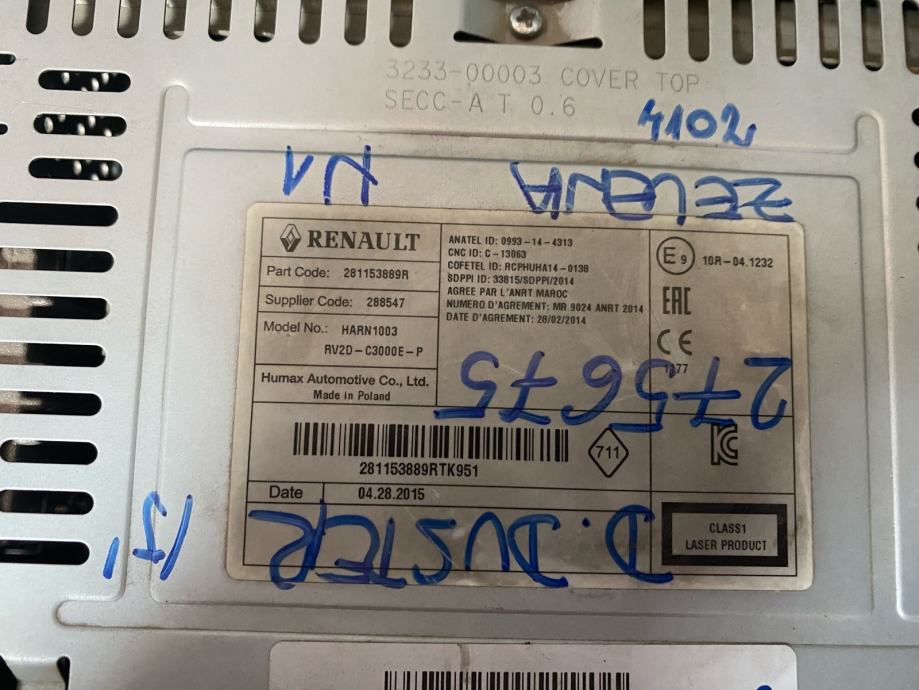 3233-00003 COVER TOP
SECC-A T 0.6
2014
N1
ZELENA
RENAULT
Part Code: 281153889R
Supplier Code: 288547
Model No.: HARN1003
RV2D-C3000E-P
Humax Automotive Co., Ltd.
Made in Poland
ANATEL ID: 0993-14-4313
CNC ID: C-13063
COFETEL ID: RCPHUHA14-0138
SDPPI ID: 33815/SDPPI/2014
AGREE PAR L'ANRT MAROC
NUMERO D'AGREMENT: MR 9024 ANRT 2014
DATE D'AGREMENT: 28/02/2014
E9 10R-04.1232
EAC
CE
275675
281153889RTK951
711
Date 04.28.2015
D.DUSTER
15'
CLASS1
LASER PRODUCT